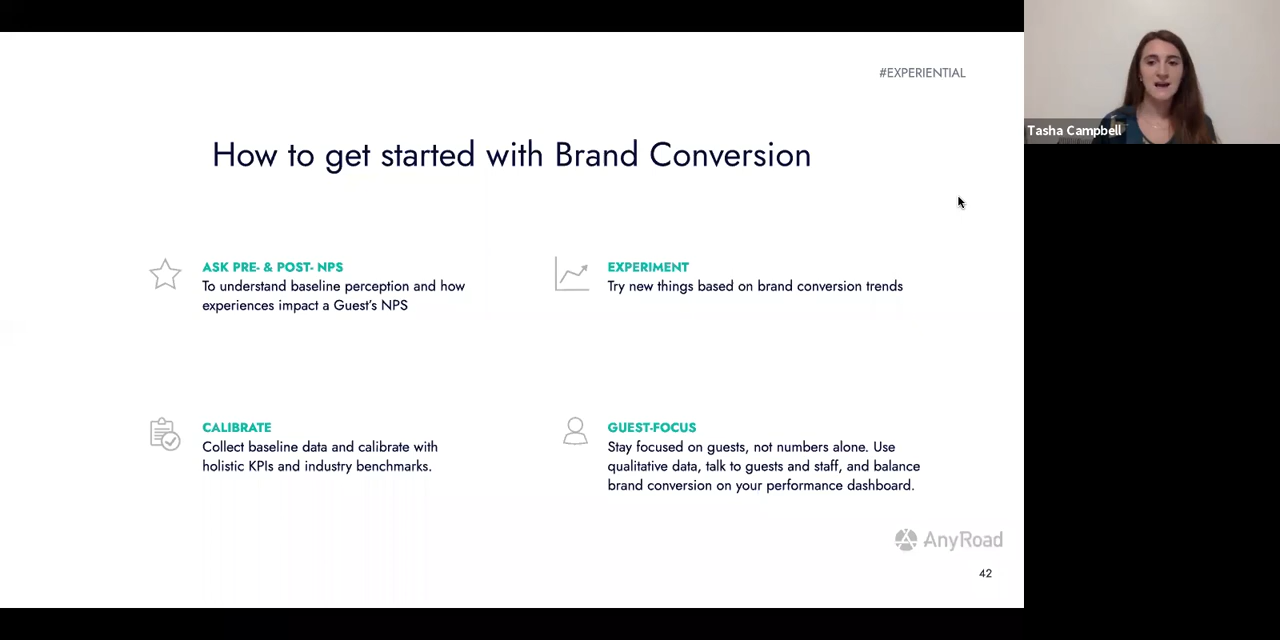 #EXPERIENTIAL
Tasha Campbell
How to get started with Brand Conversion
ASK PRE- & POST- NPS
To understand baseline perception and how
experiences impact a Guest's NPS
EXPERIMENT
Try new things based on brand conversion trends
CALIBRATE
Collect baseline data and calibrate with
holistic KPIs and industry benchmarks.
GUEST-FOCUS
Stay focused on guests, not numbers alone. Use
qualitative data, talk to guests and staff, and balance
brand conversion on your performance dashboard.
AnyRoad
42